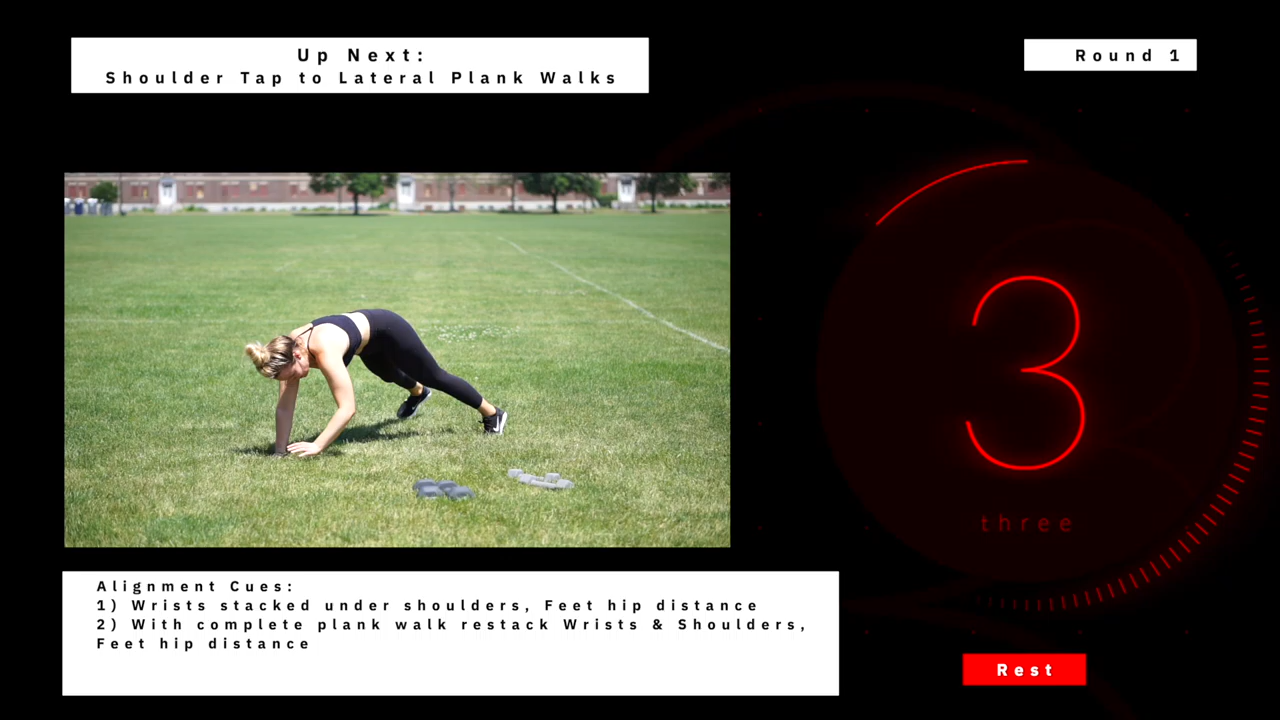 Up Next:
Shoulder Tap to Lateral Plank Walks
Round 1
3
three
Alignment Cues:
1) Wrists stacked under shoulders, Feet hip distance
2) With complete plank walk restack Wrists & Shoulders,
Feet hip distance
Rest